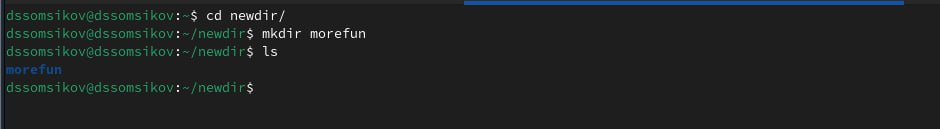 dssomsikov@dssomsikov:~$ cd newdir/
dssomsikov@dssomsikov:~/newdir$ mkdir morefun
dssomsikov@dssomsikov:~/newdir$ ls
morefun
dssomsikov@dssomsikov:~/newdir$